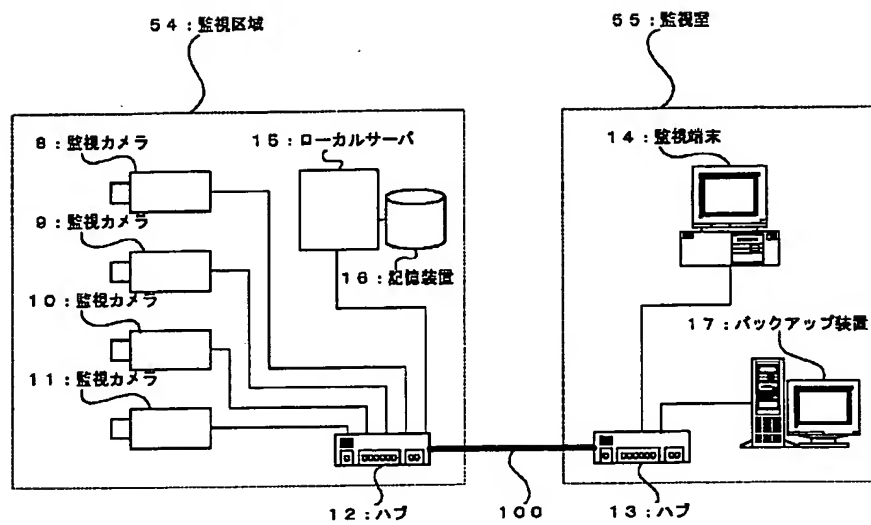 54:監視区域
55:監視室
8:監視カメラ
15:ローカルサーバ
14:監視端末
9:監視カメラ
16:記憶装置
10:監視カメラ
17:バックアップ装置
11:監視カメラ
12:ハブ
100
13:ハブ